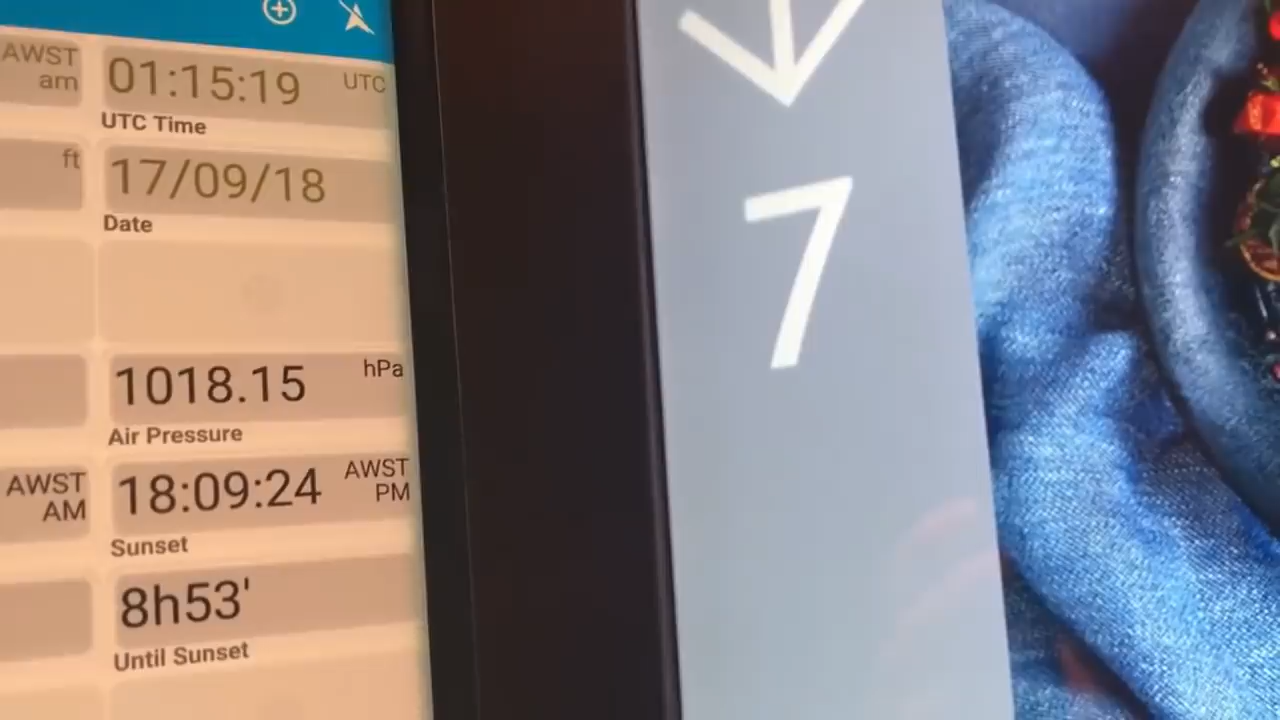 AWST
am
01:15:19 UTC
UTC Time
ft
17/09/18
Date
1018.15 hPa
Air Pressure
AWST
AM
18:09:24 AWST
PM
Sunset
8h53'
Until Sunset
7